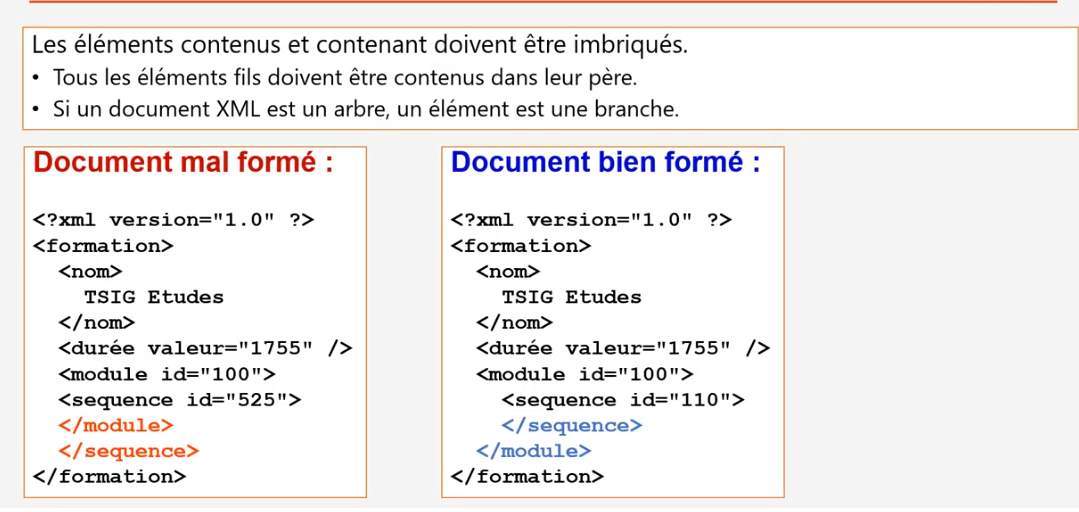 Les éléments contenus et contenant doivent être imbriqués.
• Tous les éléments fils doivent être contenus dans leur père.
• Si un document XML est un arbre, un élément est une branche.
Document mal formé :
<?xml version="1.0" ?>
<formation>
  <nom>
    TSIG Etudes
  </nom>
  <durée valeur="1755" />
  <module id="100">
  <sequence id="525">
  </module>
  </sequence>
</formation>
Document bien formé :
<?xml version="1.0" ?>
<formation>
  <nom>
    TSIG Etudes
  </nom>
  <durée valeur="1755" />
  <module id="100">
    <sequence id="110">
    </sequence>
  </module>
</formation>